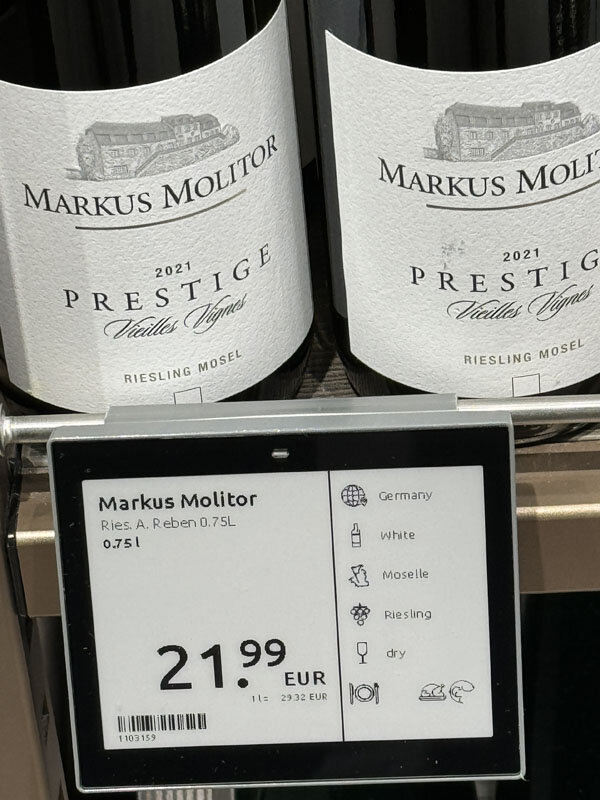 MARKUS MOLITOR
2021
PRESTIGE
Vieilles Vignes
RIESLING MOSEL
MARKUS MOLIT
2021
PRESTIG
Vieilles Vignes
RIESLING MOSEL
Markus Molitor
Ries. A. Reben 0.75L
0.75 l
21.99 EUR
1 l = 29.32 EUR
1103159
Germany
White
Moselle
Riesling
dry